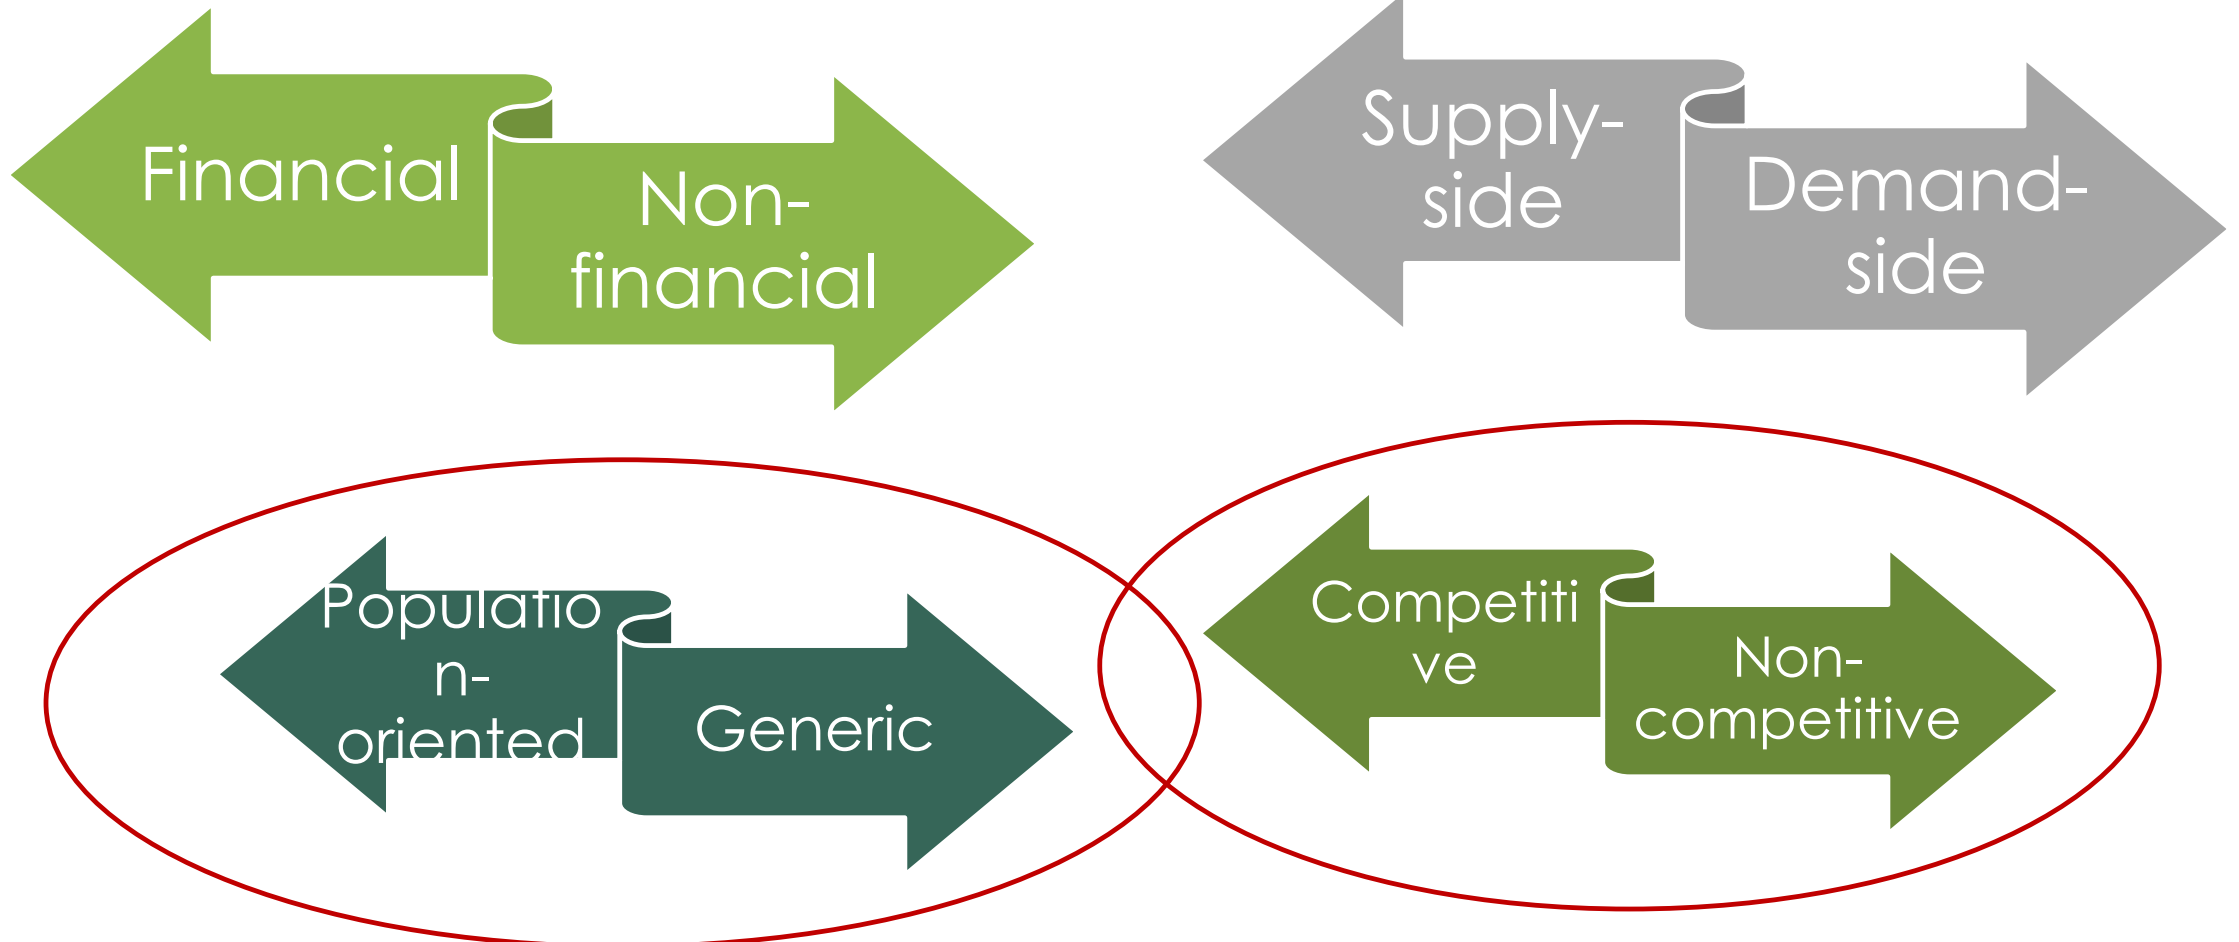 Financial
Non-
financial
Supply-
side
Demand-
side
Populatio
n-
oriented
Generic
Competiti
ve
Non-
competitive